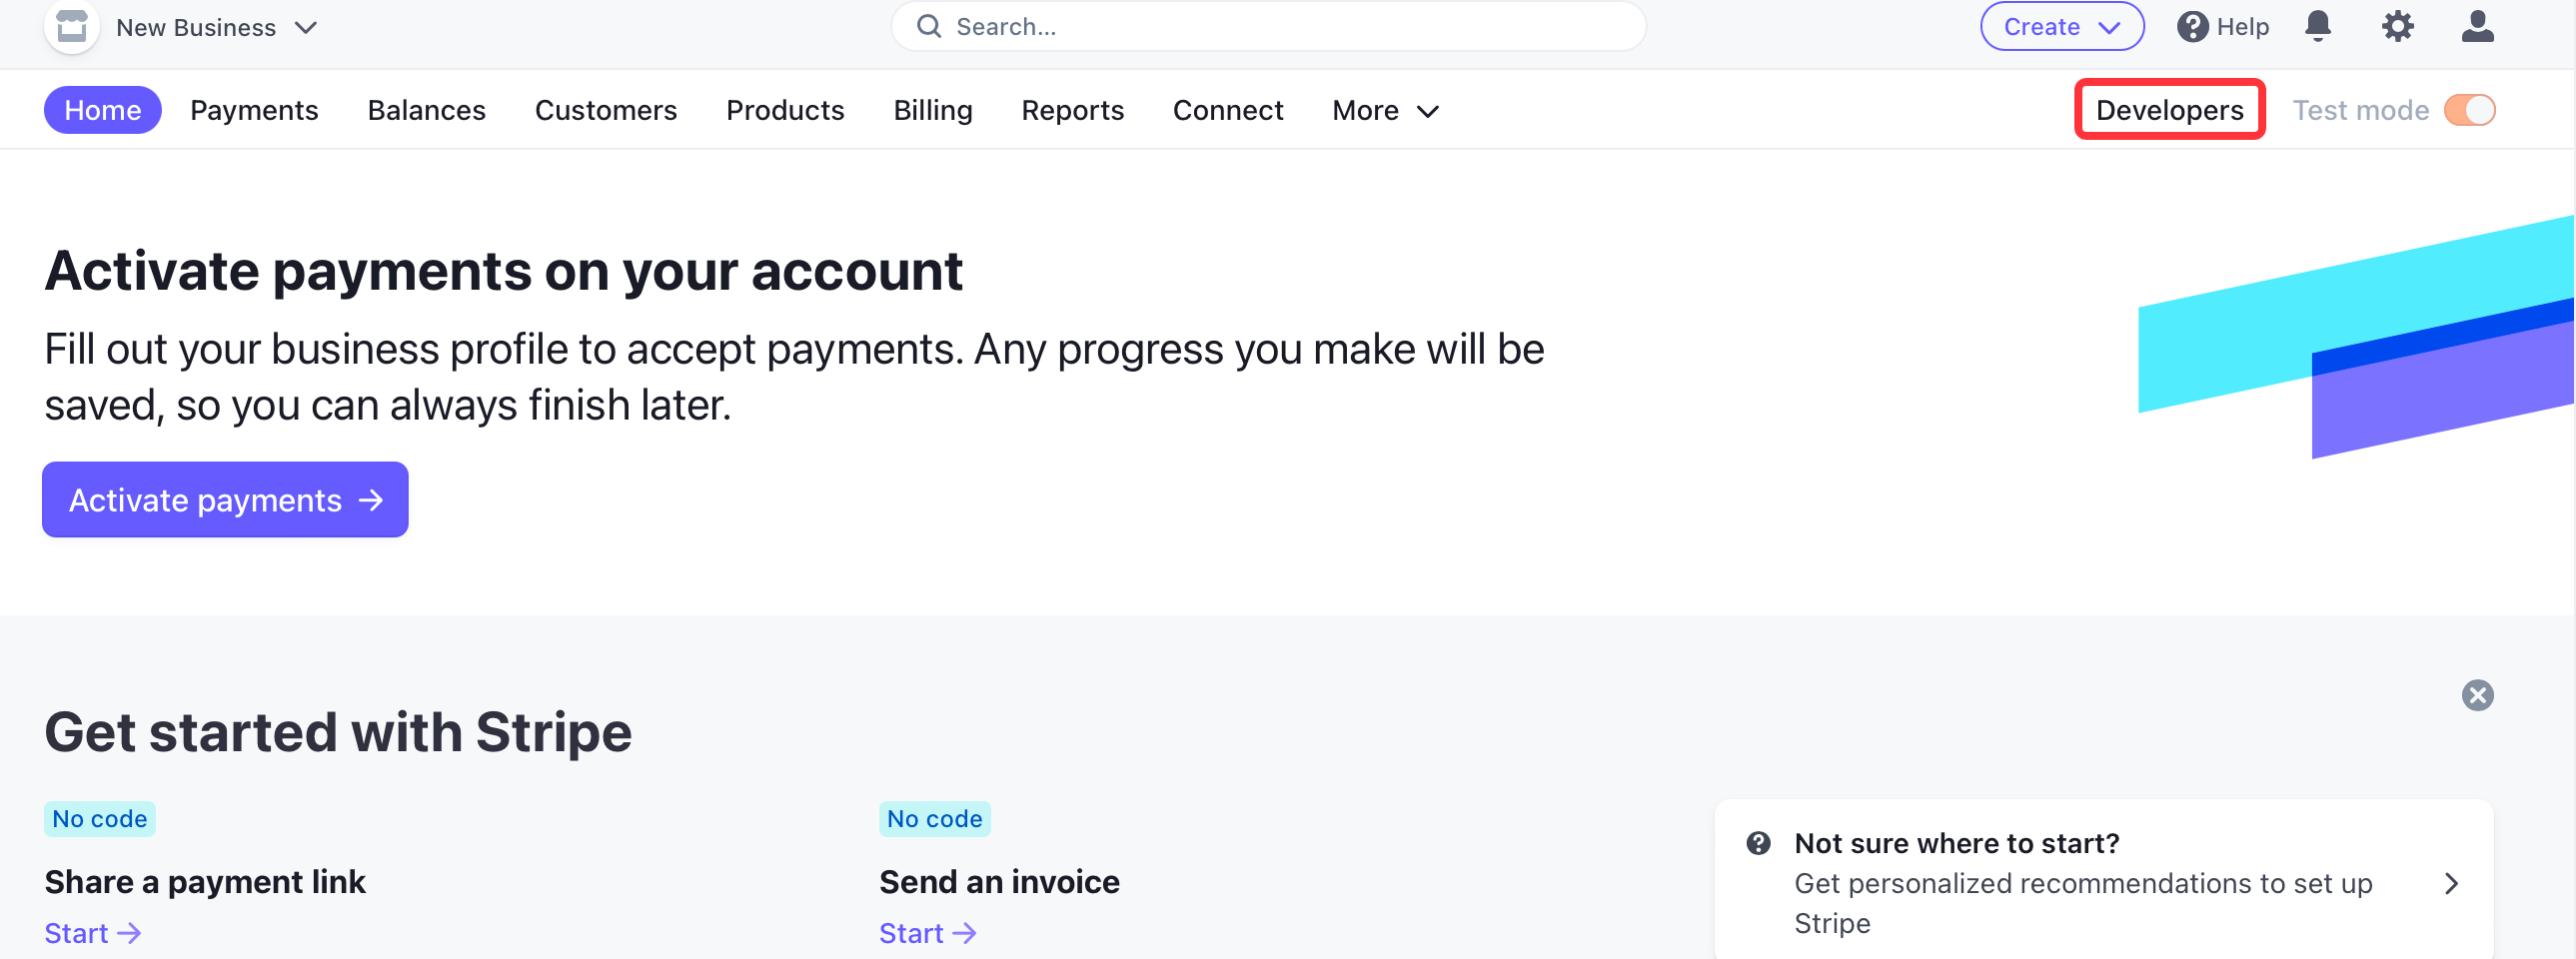 New Business
Search...
Create
Help
Home Payments Balances Customers Products Billing Reports Connect More
Developers
Test mode
Activate payments on your account
Fill out your business profile to accept payments. Any progress you make will be
saved, so you can always finish later.
Activate payments →
Get started with Stripe
No code
Share a payment link
Start →
No code
Send an invoice
Start →
Not sure where to start?
Get personalized recommendations to set up
Stripe